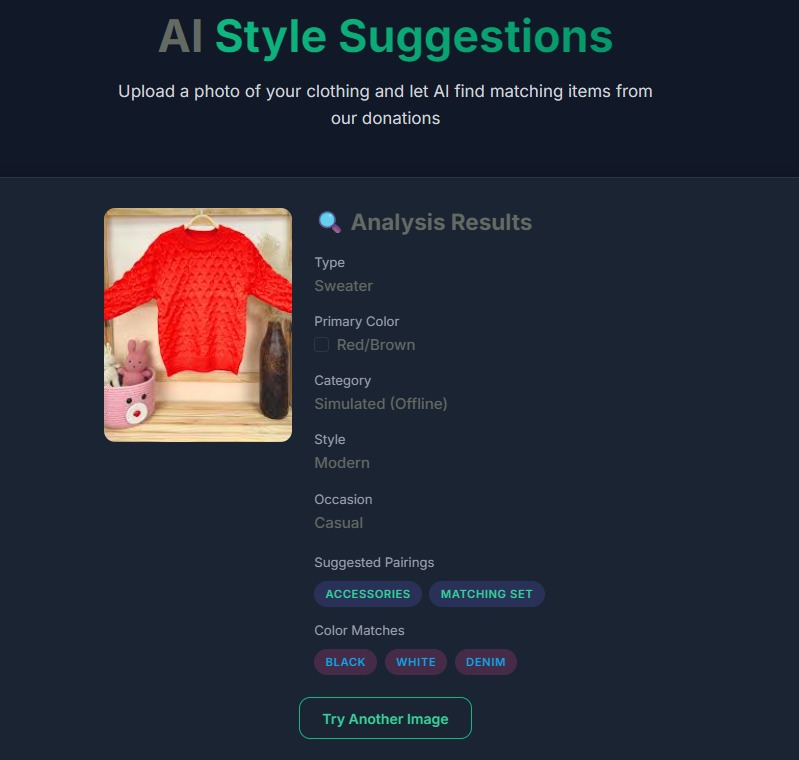 AI Style Suggestions
Upload a photo of your clothing and let AI find matching items from
our donations
Analysis Results
Type
Sweater
Primary Color
Red/Brown
Category
Simulated (Offline)
Style
Modern
Occasion
Casual
Suggested Pairings
ACCESSORIES MATCHING SET
Color Matches
BLACK WHITE DENIM
Try Another Image